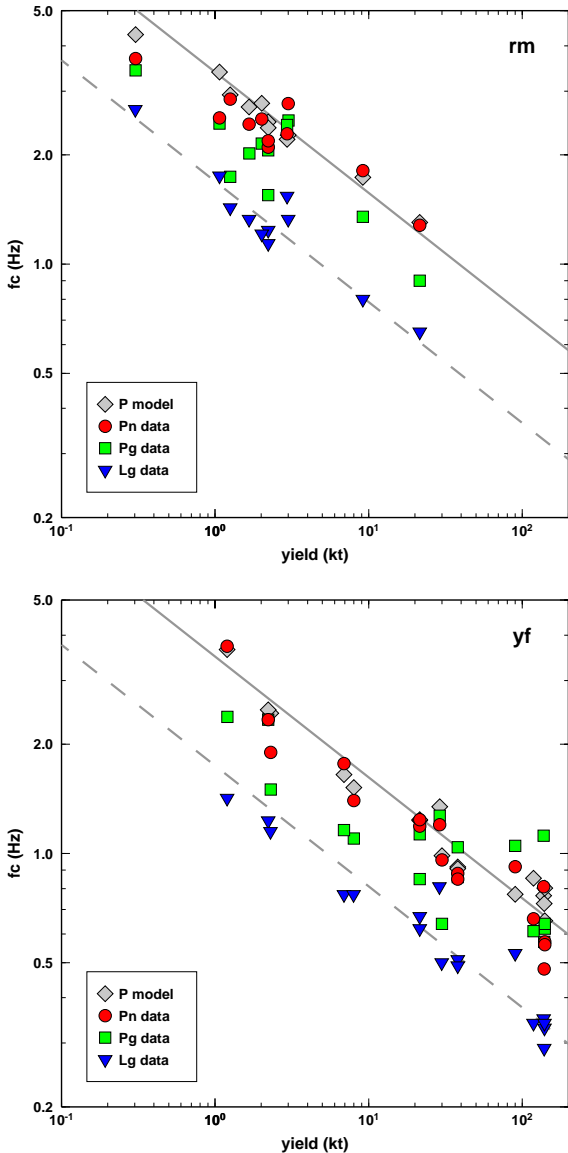 5.0
rm
2.0
fc (Hz)
1.0
0.5
P model
Pn data
Pg data
Lg data
0.2
10-1 100 101 102
yield (kt)
5.0
yf
2.0
fc (Hz)
1.0
0.5
P model
Pn data
Pg data
Lg data
0.2
10-1 100 101 102
yield (kt)